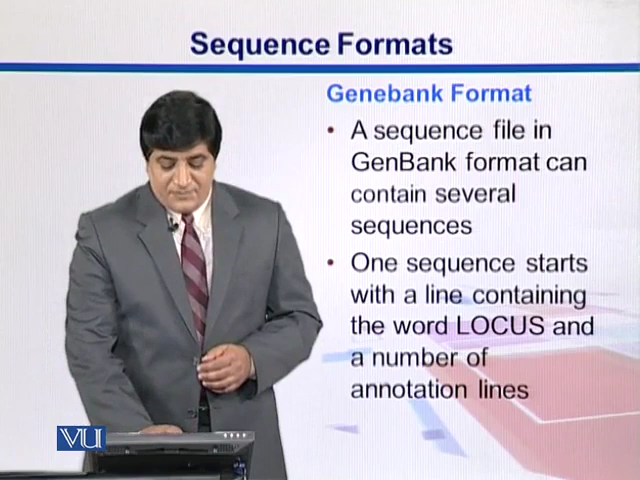 Sequence Formats
Genebank Format
• A sequence file in
GenBank format can
contain several
sequences
• One sequence starts
with a line containing
the word LOCUS and
a number of
annotation lines
VU